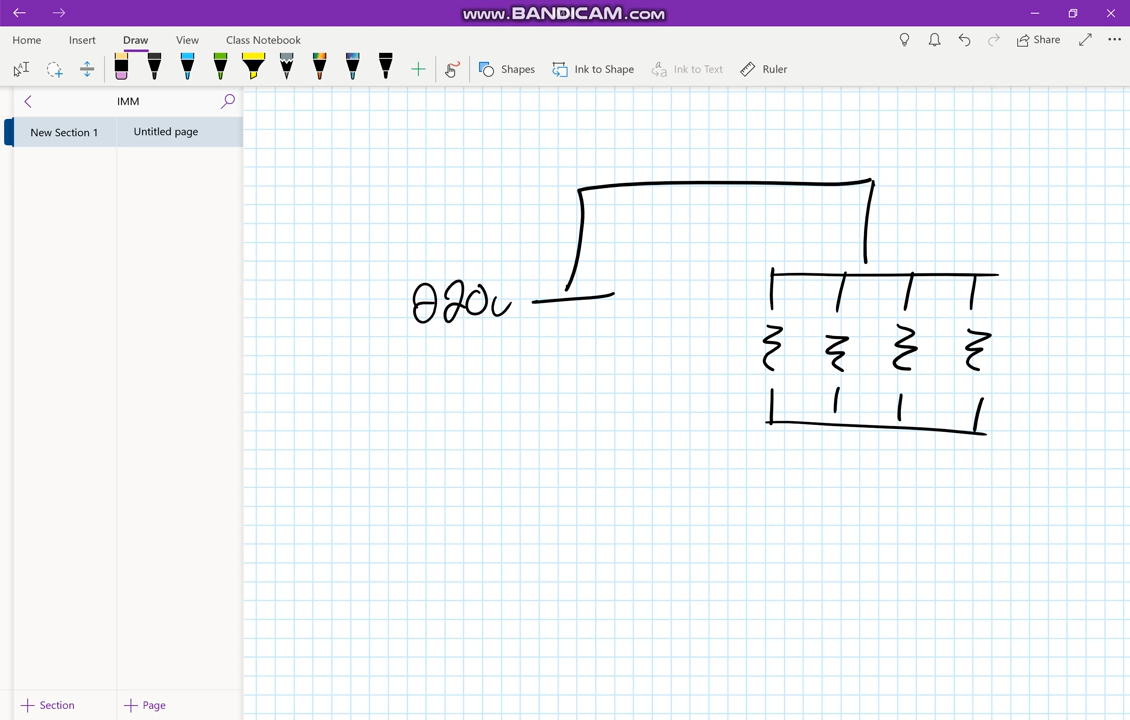 www.BANDICAM.com
Home Insert Draw View Class Notebook Share
Shapes Ink to Shape Ink to Text Ruler
IMM
New Section 1 Untitled page
220v
Section Page